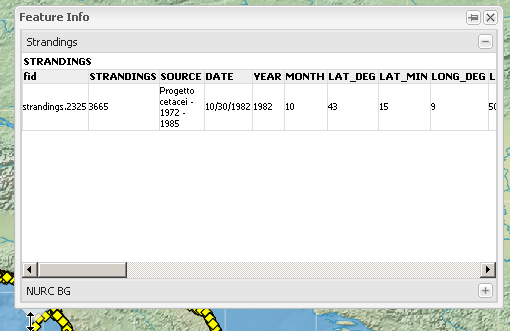 Feature Info
Strandings
STRANDINGS
fid STRANDINGS SOURCE DATE YEAR MONTH LAT_DEG LAT_MIN LONG_DEG L
strandings.2325 3665 Progetto cetacei - 1972 - 1985 10/30/1982 1982 10 43 15 9 50
NURC BG